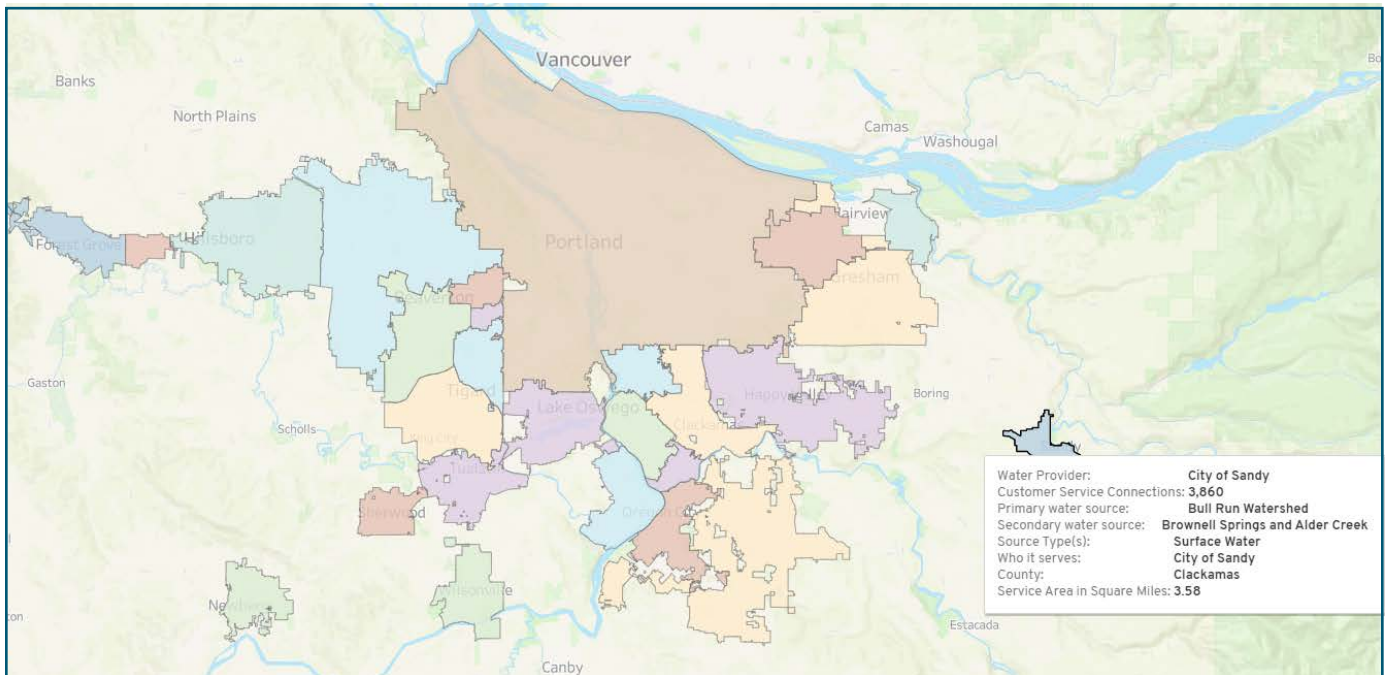 Vancouver
Banks
North Plains
Camas
Washougal
Fairview
Forest Grove
Hillsboro
Portland
Gresham
Beaverton
Gaston
Tigard
Lake Oswego
Happy Valley
Boring
Scholls
King City
Clackamas
Sherwood
Oregon City
Newberg
Wilsonville
Estacada
Canby
Water Provider: City of Sandy
Customer Service Connections: 3,860
Primary water source: Bull Run Watershed
Secondary water source: Brownell Springs and Alder Creek
Source Type(s): Surface Water
Who it serves: City of Sandy
County: Clackamas
Service Area in Square Miles: 3.58